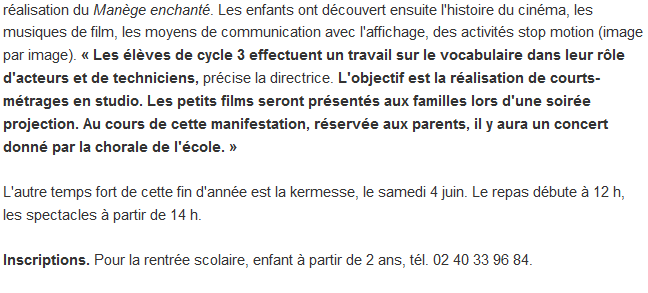 réalisation du Manège enchanté. Les enfants ont découvert ensuite l'histoire du cinéma, les
musiques de film, les moyens de communication avec l'affichage, des activités stop motion (image
par image). « Les élèves de cycle 3 effectuent un travail sur le vocabulaire dans leur rôle
d'acteurs et de techniciens, précise la directrice. L'objectif est la réalisation de courts-
métrages en studio. Les petits films seront présentés aux familles lors d'une soirée
projection. Au cours de cette manifestation, réservée aux parents, il y aura un concert
donné par la chorale de l'école. »
L'autre temps fort de cette fin d'année est la kermesse, le samedi 4 juin. Le repas débute à 12 h,
les spectacles à partir de 14 h.
Inscriptions. Pour la rentrée scolaire, enfant à partir de 2 ans, tél. 02 40 33 96 84.